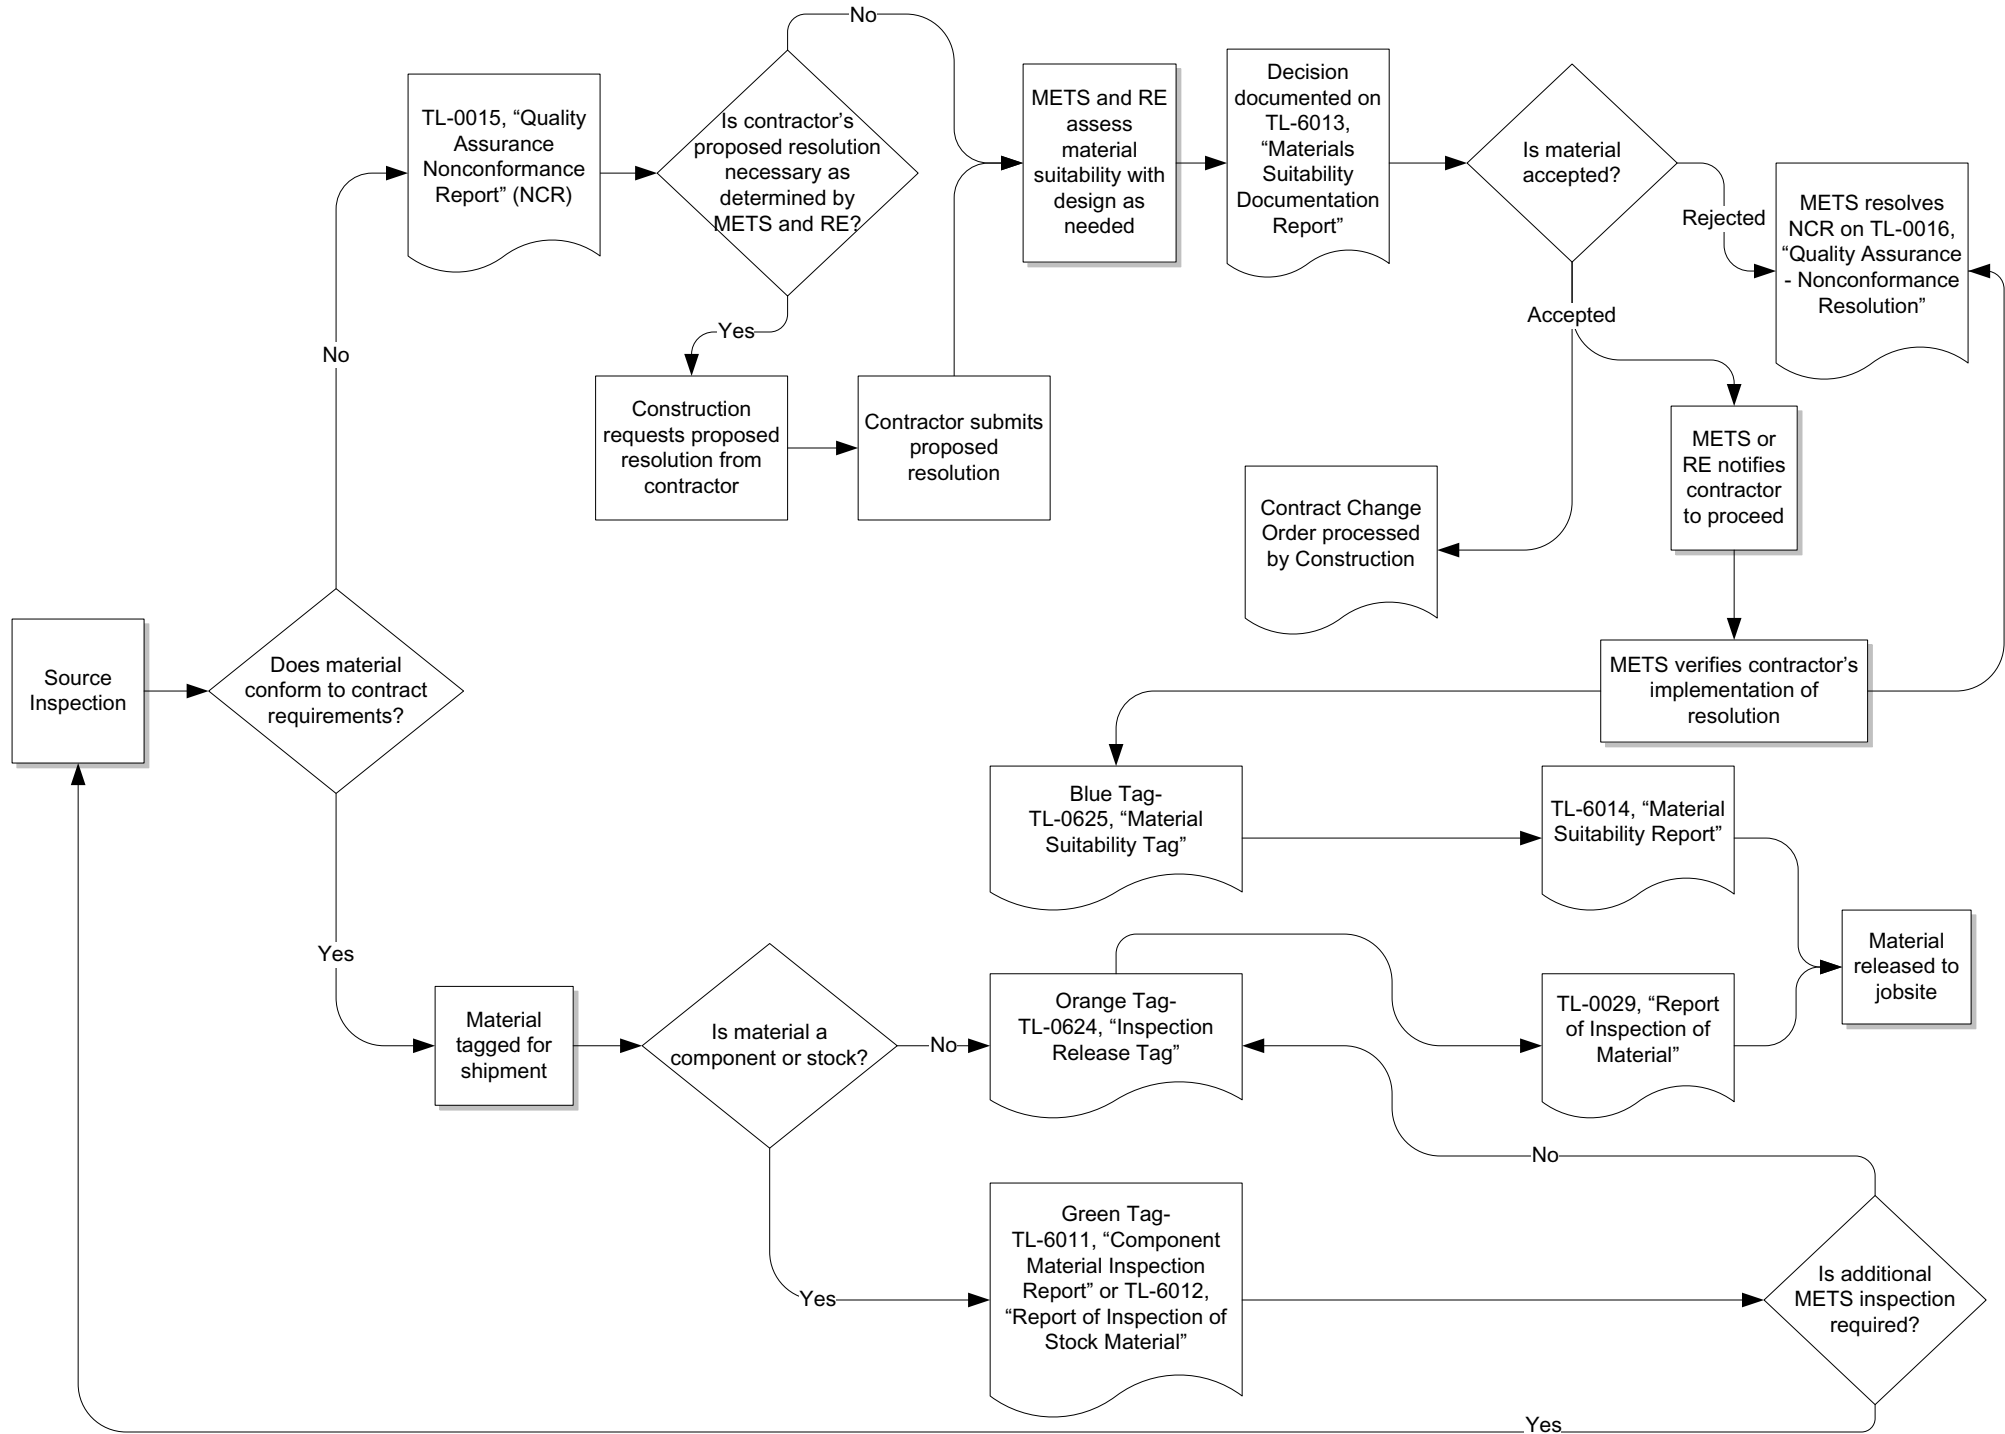 No
TL-0015, “Quality
Assurance
Nonconformance
Report” (NCR)
Is contractor’s
proposed resolution
necessary as
determined by
METS and RE?
METS and RE
assess
material
suitability with
design as
needed
Decision
documented on
TL-6013,
“Materials
Suitability
Documentation
Report”
Is material
accepted?
Rejected
METS resolves
NCR on TL-0016,
“Quality Assurance
- Nonconformance
Resolution”
Accepted
Yes
No
Construction
requests proposed
resolution from
contractor
Contractor submits
proposed
resolution
METS or
RE notifies
contractor
to proceed
Contract Change
Order processed
by Construction
Source
Inspection
Does material
conform to contract
requirements?
METS verifies contractor’s
implementation of
resolution
Blue Tag-
TL-0625, “Material
Suitability Tag”
TL-6014, “Material
Suitability Report”
Yes
Material
tagged for
shipment
Is material a
component or stock?
No
Orange Tag-
TL-0624, “Inspection
Release Tag”
TL-0029, “Report
of Inspection of
Material”
Material
released to
jobsite
No
Yes
Green Tag-
TL-6011, “Component
Material Inspection
Report” or TL-6012,
“Report of Inspection of
Stock Material”
Is additional
METS inspection
required?
Yes